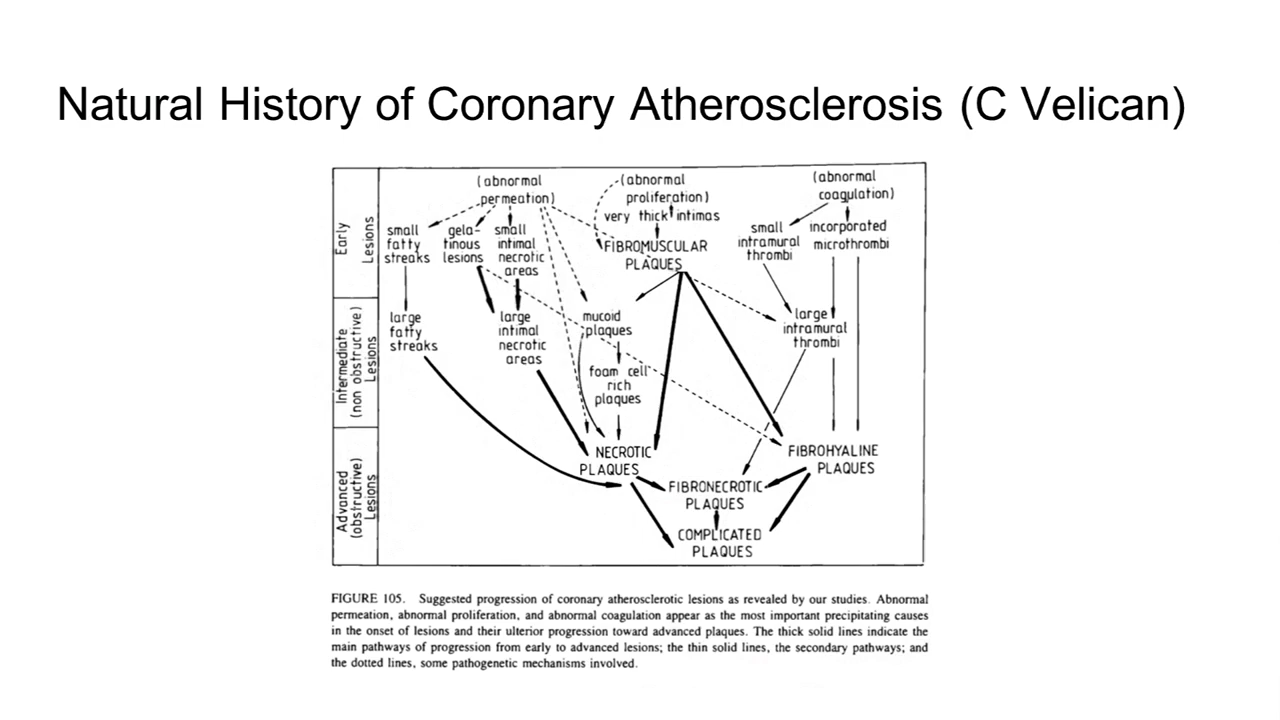 Natural History of Coronary Atherosclerosis (C Velican)
Early
Lesions
Intermediate
(non obstructive)
Lesions
Advanced
(obstructive)
Lesions
(abnormal
permeation)
(abnormal
proliferation)
very thick intimas
(abnormal
coagulation)
small
fatty
streaks
gela-
tinous
lesions
small
intimal
necrotic
areas
FIBROMUSCULAR
PLAQUES
small
intramural
thrombi
incorporated
microthrombi
large
fatty
streaks
large
intimal
necrotic
areas
mucoid
plaques
foam cell
rich
plaques
large
intramural
thrombi
NECROTIC
PLAQUES
FIBROHYALINE
PLAQUES
FIBRONECROTIC
PLAQUES
COMPLICATED
PLAQUES
FIGURE 105. Suggested progression of coronary atherosclerotic lesions as revealed by our studies. Abnormal
permeation, abnormal proliferation, and abnormal coagulation appear as the most important precipitating causes
in the onset of lesions and their ulterior progression toward advanced plaques. The thick solid lines indicate the
main pathways of progression from early to advanced lesions; the thin solid lines, the secondary pathways; and
the dotted lines, some pathogenetic mechanisms involved.